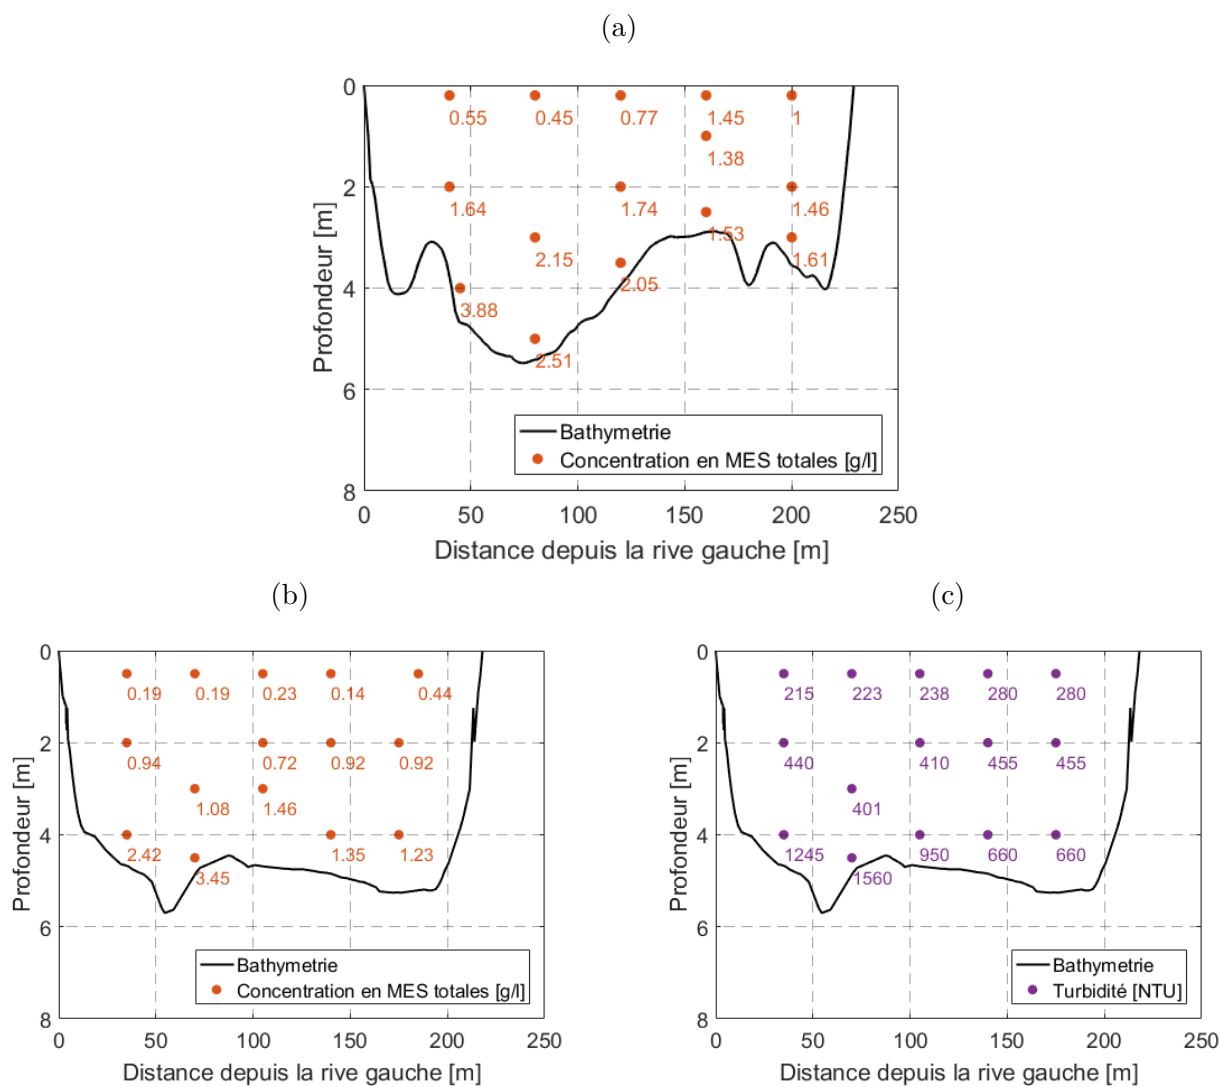 (a)
0
0.55 0.45 0.77 1.45 1
1.38
2
1.64 1.74 1.46
1.53
2.15 1.61
2.05
4
3.88
2.51
6
8
Profondeur [m]
Bathymetrie
Concentration en MES totales [g/l]
0 50 100 150 200 250
Distance depuis la rive gauche [m]
(b)
0
0.19 0.19 0.23 0.14 0.44
2
0.94 0.72 0.92 0.92
1.08 1.46
4
2.42 1.35 1.23
3.45
6
8
Profondeur [m]
Bathymetrie
Concentration en MES totales [g/l]
0 50 100 150 200 250
Distance depuis la rive gauche [m]
(c)
0
215 223 238 280 280
2
440 410 455 455
401
4
1245 950 660 660
1560
6
8
Profondeur [m]
Bathymetrie
Turbidité [NTU]
0 50 100 150 200 250
Distance depuis la rive gauche [m]